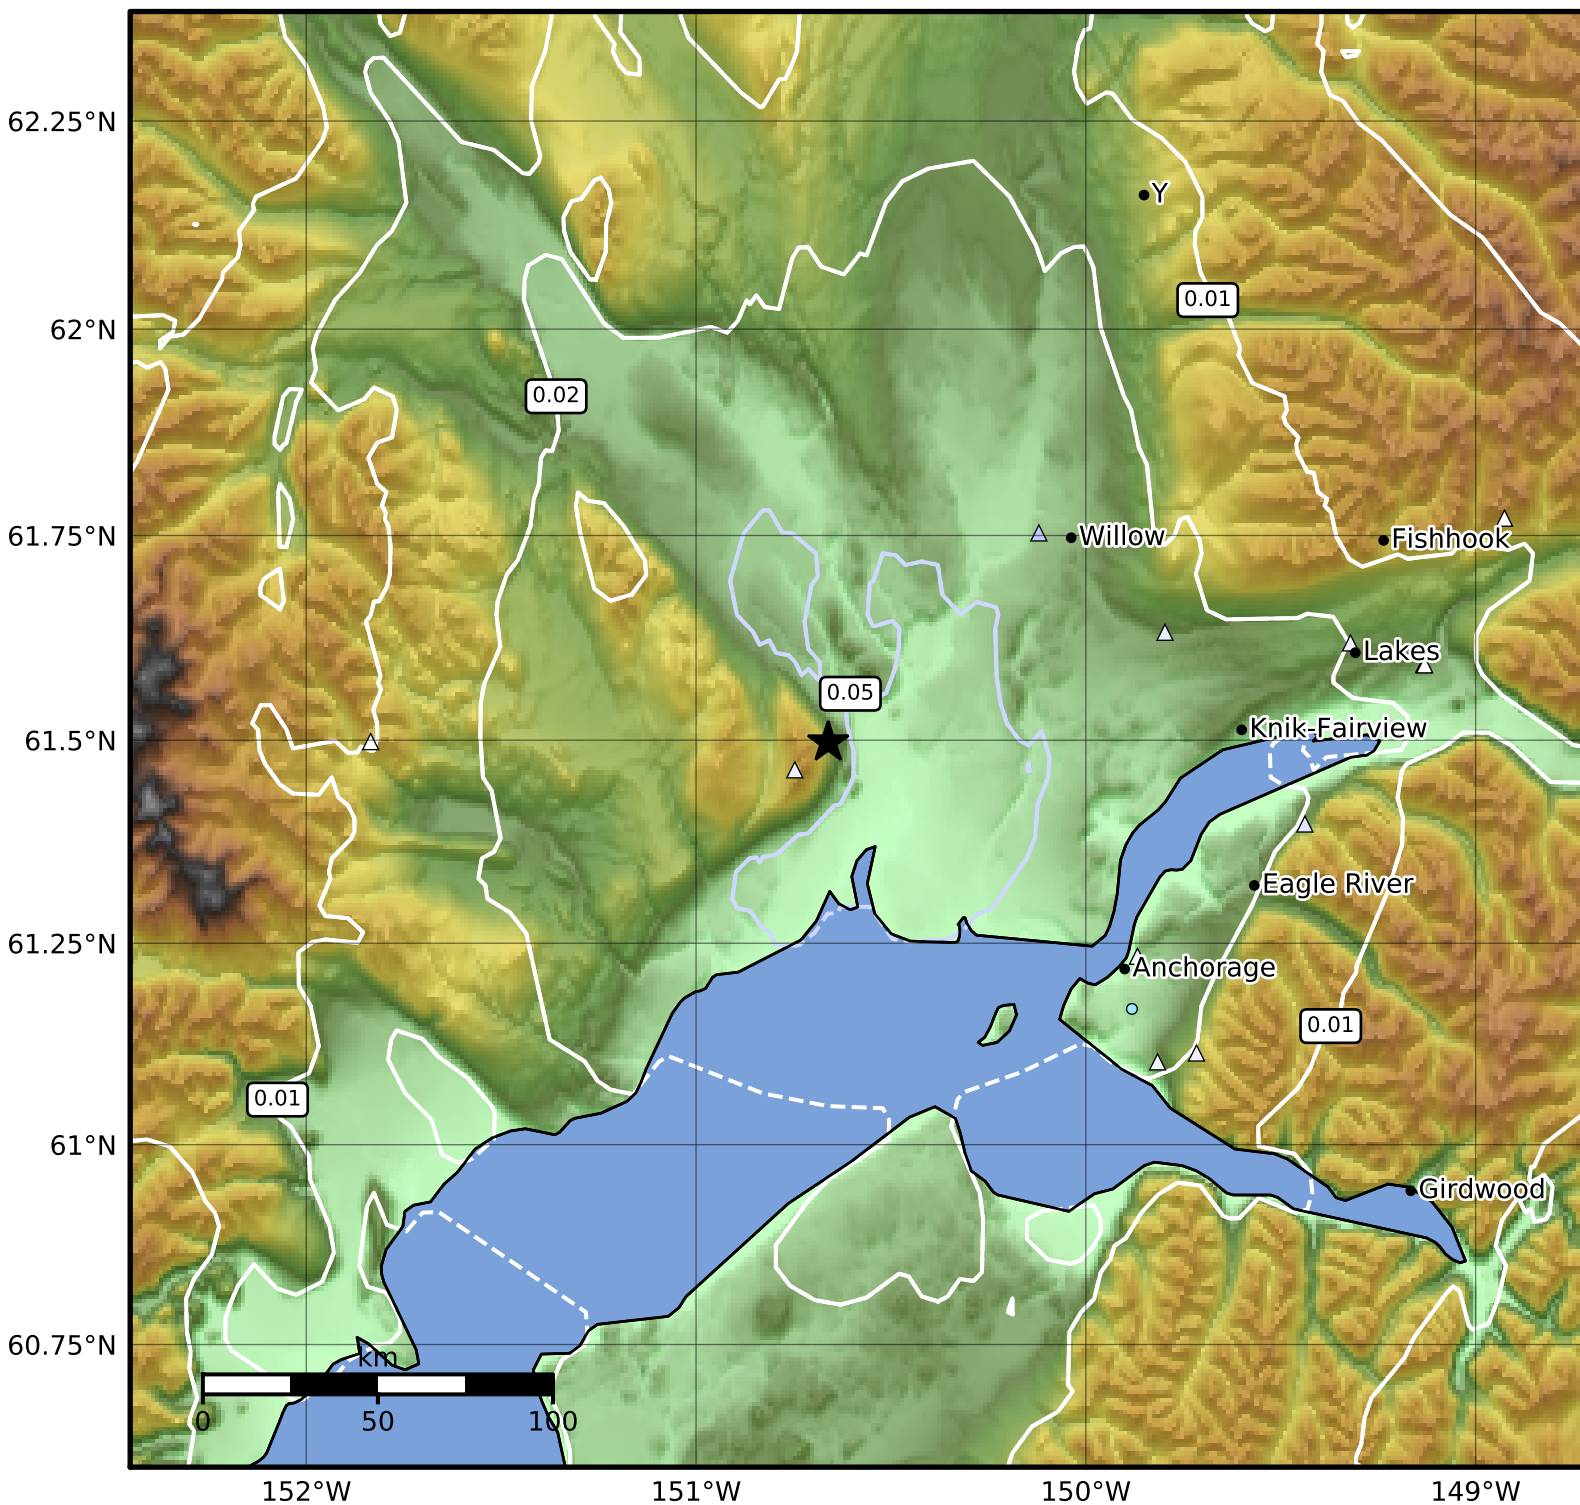 62.25°N
Y
0.01
62°N
0.02
61.75°N
Willow
Fishhook
Lakes
0.05
61.5°N
Knik-Fairview
Eagle River
61.25°N
Anchorage
0.01
0.01
61°N
Girdwood
60.75°N
km
0 50 100
152°W 151°W 150°W 149°W